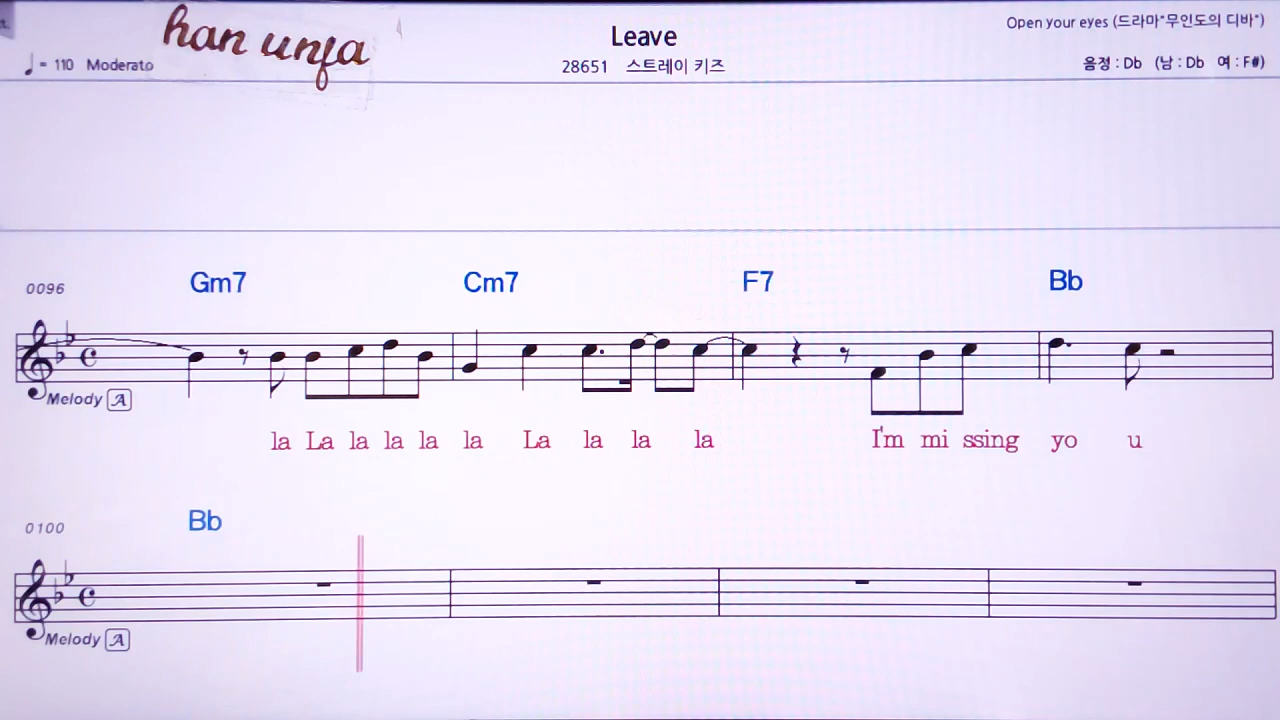 han unja
Leave
Open your eyes (드라마"무인도의 디바")
♩ = 110 Moderato
28651 스트레이 키즈
음정 : Db (남 : Db 여 : F#)
0096 Gm7 Cm7 F7 Bb
Melody A
la La la la la la La la la la I'm mi ssing yo u
0100 Bb
Melody A